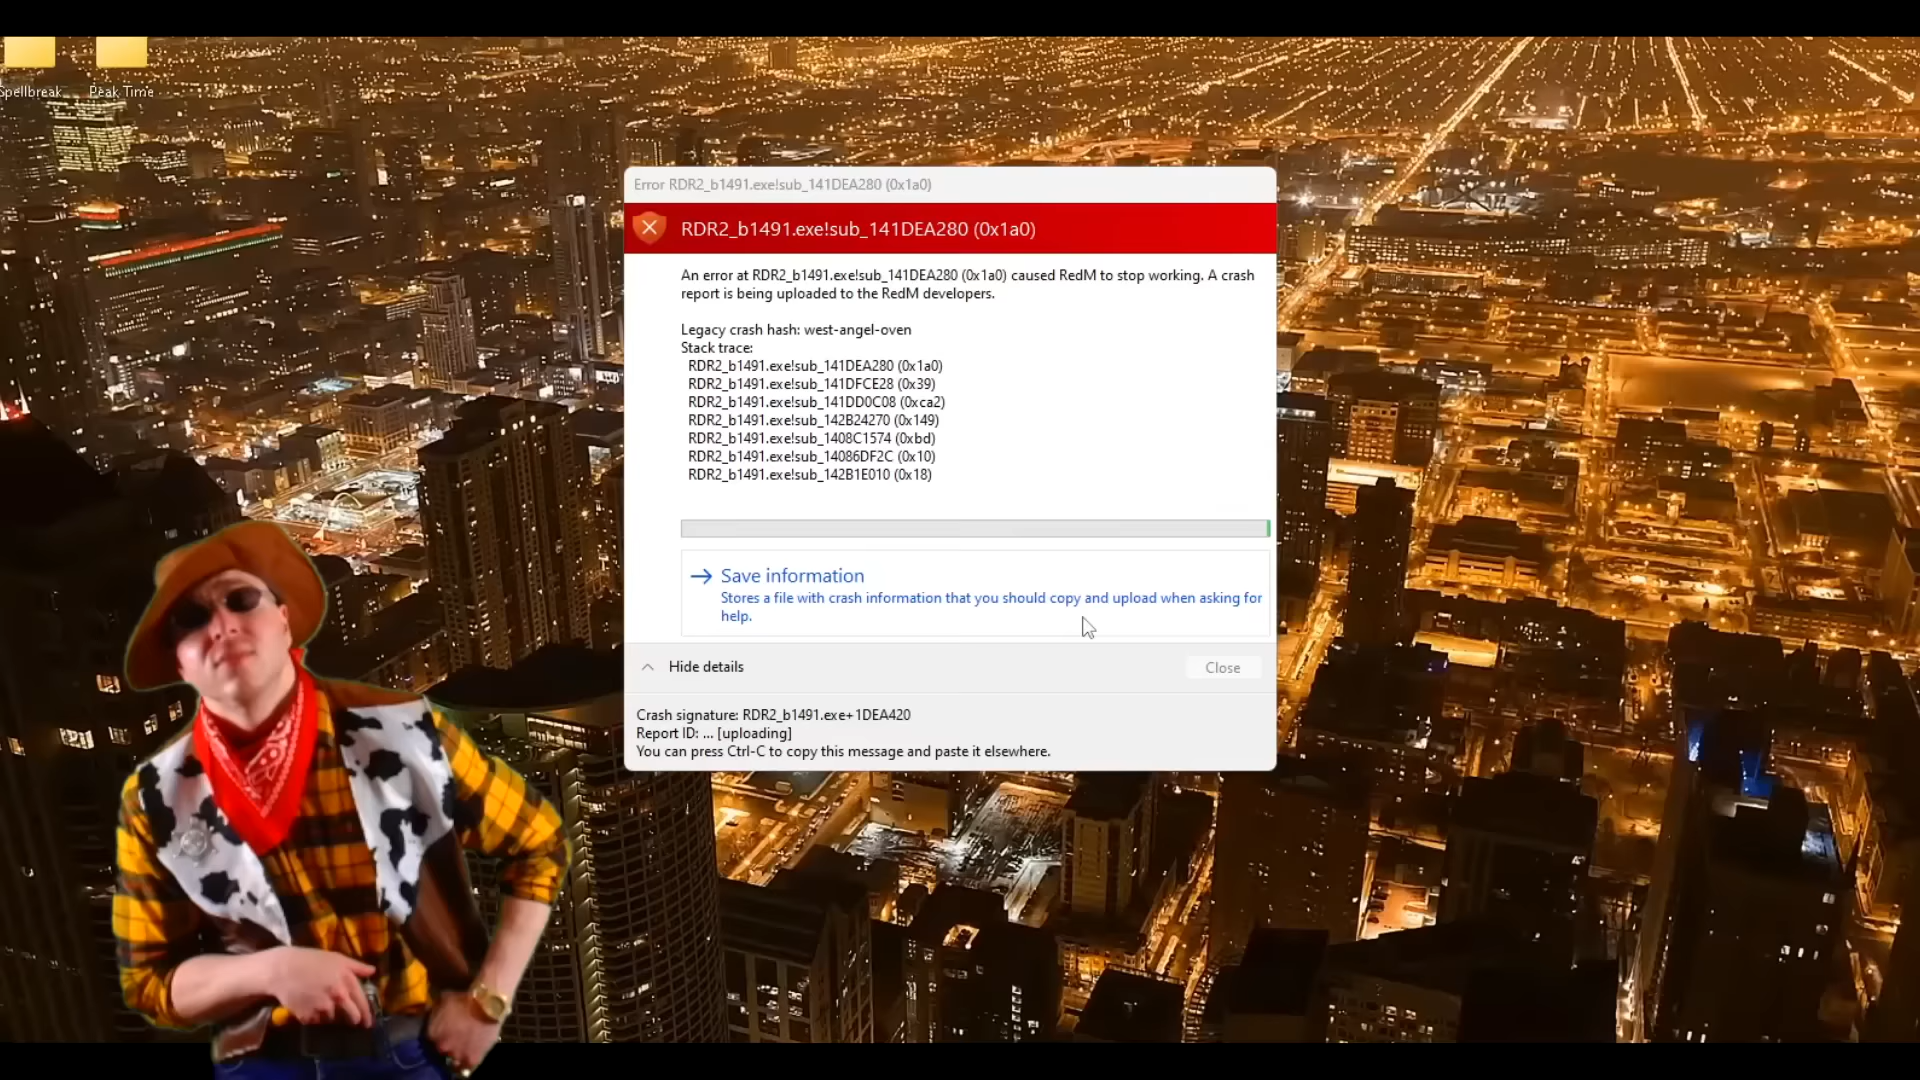 Spellbreak
Peak Time
Error RDR2_b1491.exe!sub_141DEA280 (0x1a0)
RDR2_b1491.exe!sub_141DEA280 (0x1a0)
An error at RDR2_b1491.exe!sub_141DEA280 (0x1a0) caused RedM to stop working. A crash
report is being uploaded to the RedM developers.
Legacy crash hash: west-angel-oven
Stack trace:
RDR2_b1491.exe!sub_141DEA280 (0x1a0)
RDR2_b1491.exe!sub_141DFCE28 (0x39)
RDR2_b1491.exe!sub_141DD0C08 (0xca2)
RDR2_b1491.exe!sub_142B24270 (0x149)
RDR2_b1491.exe!sub_1408C1574 (0xbd)
RDR2_b1491.exe!sub_14086DF2C (0x10)
RDR2_b1491.exe!sub_142B1E010 (0x18)
Save information
Stores a file with crash information that you should copy and upload when asking for
help.
Hide details
Close
Crash signature: RDR2_b1491.exe+1DEA420
Report ID: ... [uploading]
You can press Ctrl-C to copy this message and paste it elsewhere.